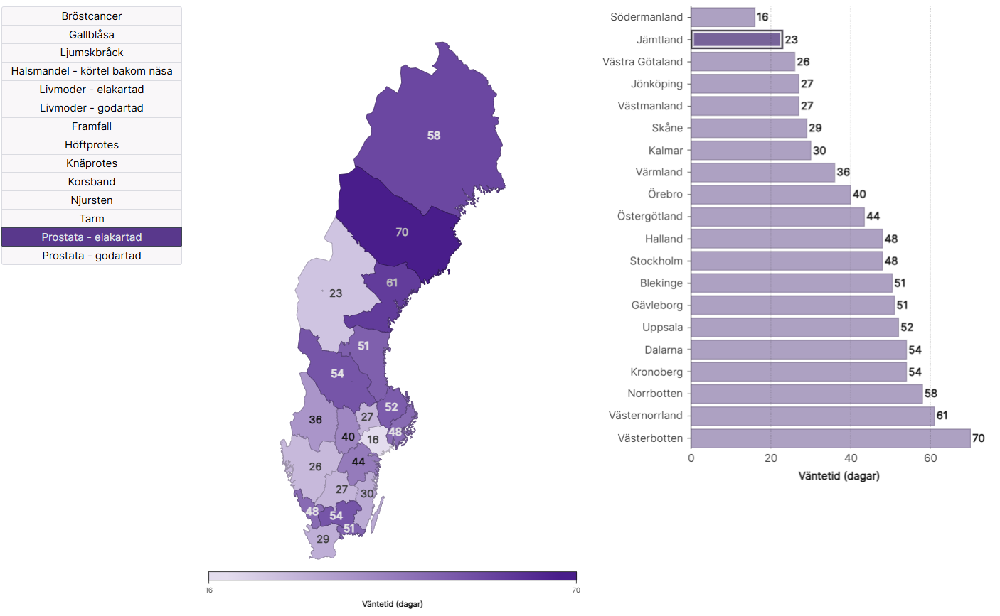 Bröstcancer
Gallblåsa
Ljumskbråck
Halsmandel - körtel bakom näsa
Livmoder - elakartad
Livmoder - godartad
Framfall
Höftprotes
Knäprotes
Korsband
Njursten
Tarm
Prostata - elakartad
Prostata - godartad
58
70
61
23
51
54
52
27
36
48
40
16
44
26
27
30
48
54
51
29
16
70
Väntetid (dagar)
Södermanland 16
Jämtland 23
Västra Götaland 26
Jönköping 27
Västmanland 27
Skåne 29
Kalmar 30
Värmland 36
Örebro 40
Östergötland 44
Halland 48
Stockholm 48
Blekinge 51
Gävleborg 51
Uppsala 52
Dalarna 54
Kronoberg 54
Norrbotten 58
Västernorrland 61
Västerbotten 70
0 20 40 60
Väntetid (dagar)